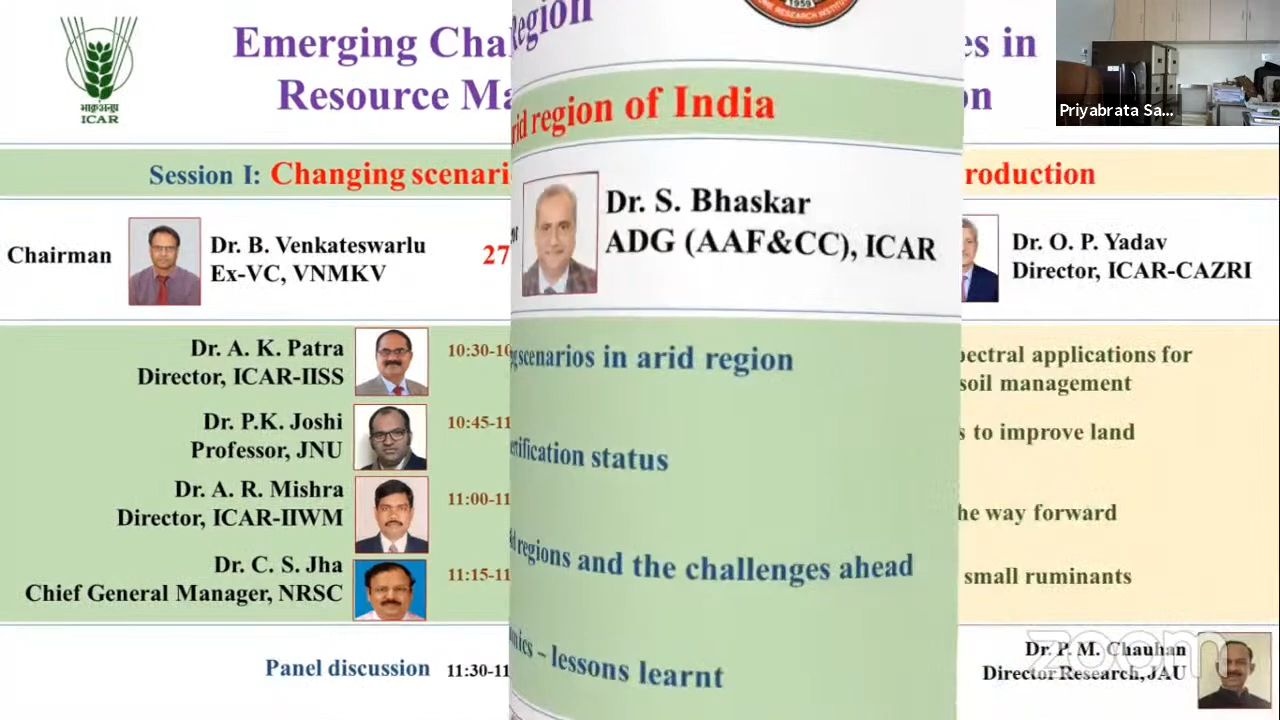 भाकृअनुप
ICAR
Emerging Cha
Resource Ma
Region
es in
on
Priyabrata Sa...
Session I: Changing scenari
rid region of India
roduction
Chairman
Dr. B. Venkateswarlu
Ex-VC, VNMKV
27
Dr. S. Bhaskar
ADG (AAF&CC), ICAR
Dr. O. P. Yadav
Director, ICAR-CAZRI
Dr. A. K. Patra
Director, ICAR-IISS
10:30-10
scenarios in arid region
pectral applications for
soil management
Dr. P.K. Joshi
Professor, JNU
10:45-11
rtification status
s to improve land
Dr. A. R. Mishra
Director, ICAR-IIWM
11:00-11
regions and the challenges ahead
he way forward
Dr. C. S. Jha
Chief General Manager, NRSC
11:15-11
mics – lessons learnt
small ruminants
Panel discussion 11:30-11
Dr. P. M. Chauhan
Director Research, JAU
zoom
1959